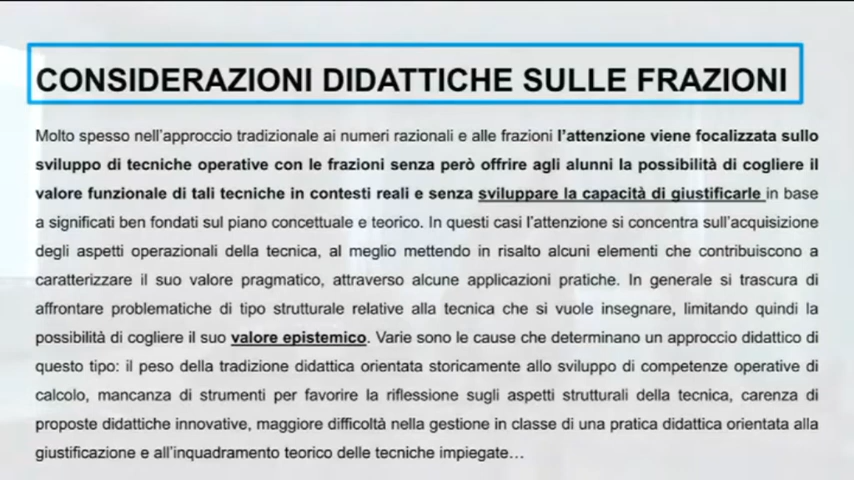 CONSIDERAZIONI DIDATTICHE SULLE FRAZIONI
Molto spesso nell'approccio tradizionale ai numeri razionali e alle frazioni l'attenzione viene focalizzata sullo
sviluppo di tecniche operative con le frazioni senza però offrire agli alunni la possibilità di cogliere il
valore funzionale di tali tecniche in contesti reali e senza sviluppare la capacità di giustificarle in base
a significati ben fondati sul piano concettuale e teorico. In questi casi l'attenzione si concentra sull'acquisizione
degli aspetti operazionali della tecnica, al meglio mettendo in risalto alcuni elementi che contribuiscono a
caratterizzare il suo valore pragmatico, attraverso alcune applicazioni pratiche. In generale si trascura di
affrontare problematiche di tipo strutturale relative alla tecnica che si vuole insegnare, limitando quindi la
possibilità di cogliere il suo valore epistemico. Varie sono le cause che determinano un approccio didattico di
questo tipo: il peso della tradizione didattica orientata storicamente allo sviluppo di competenze operative di
calcolo, mancanza di strumenti per favorire la riflessione sugli aspetti strutturali della tecnica, carenza di
proposte didattiche innovative, maggiore difficoltà nella gestione in classe di una pratica didattica orientata alla
giustificazione e all'inquadramento teorico delle tecniche impiegate…